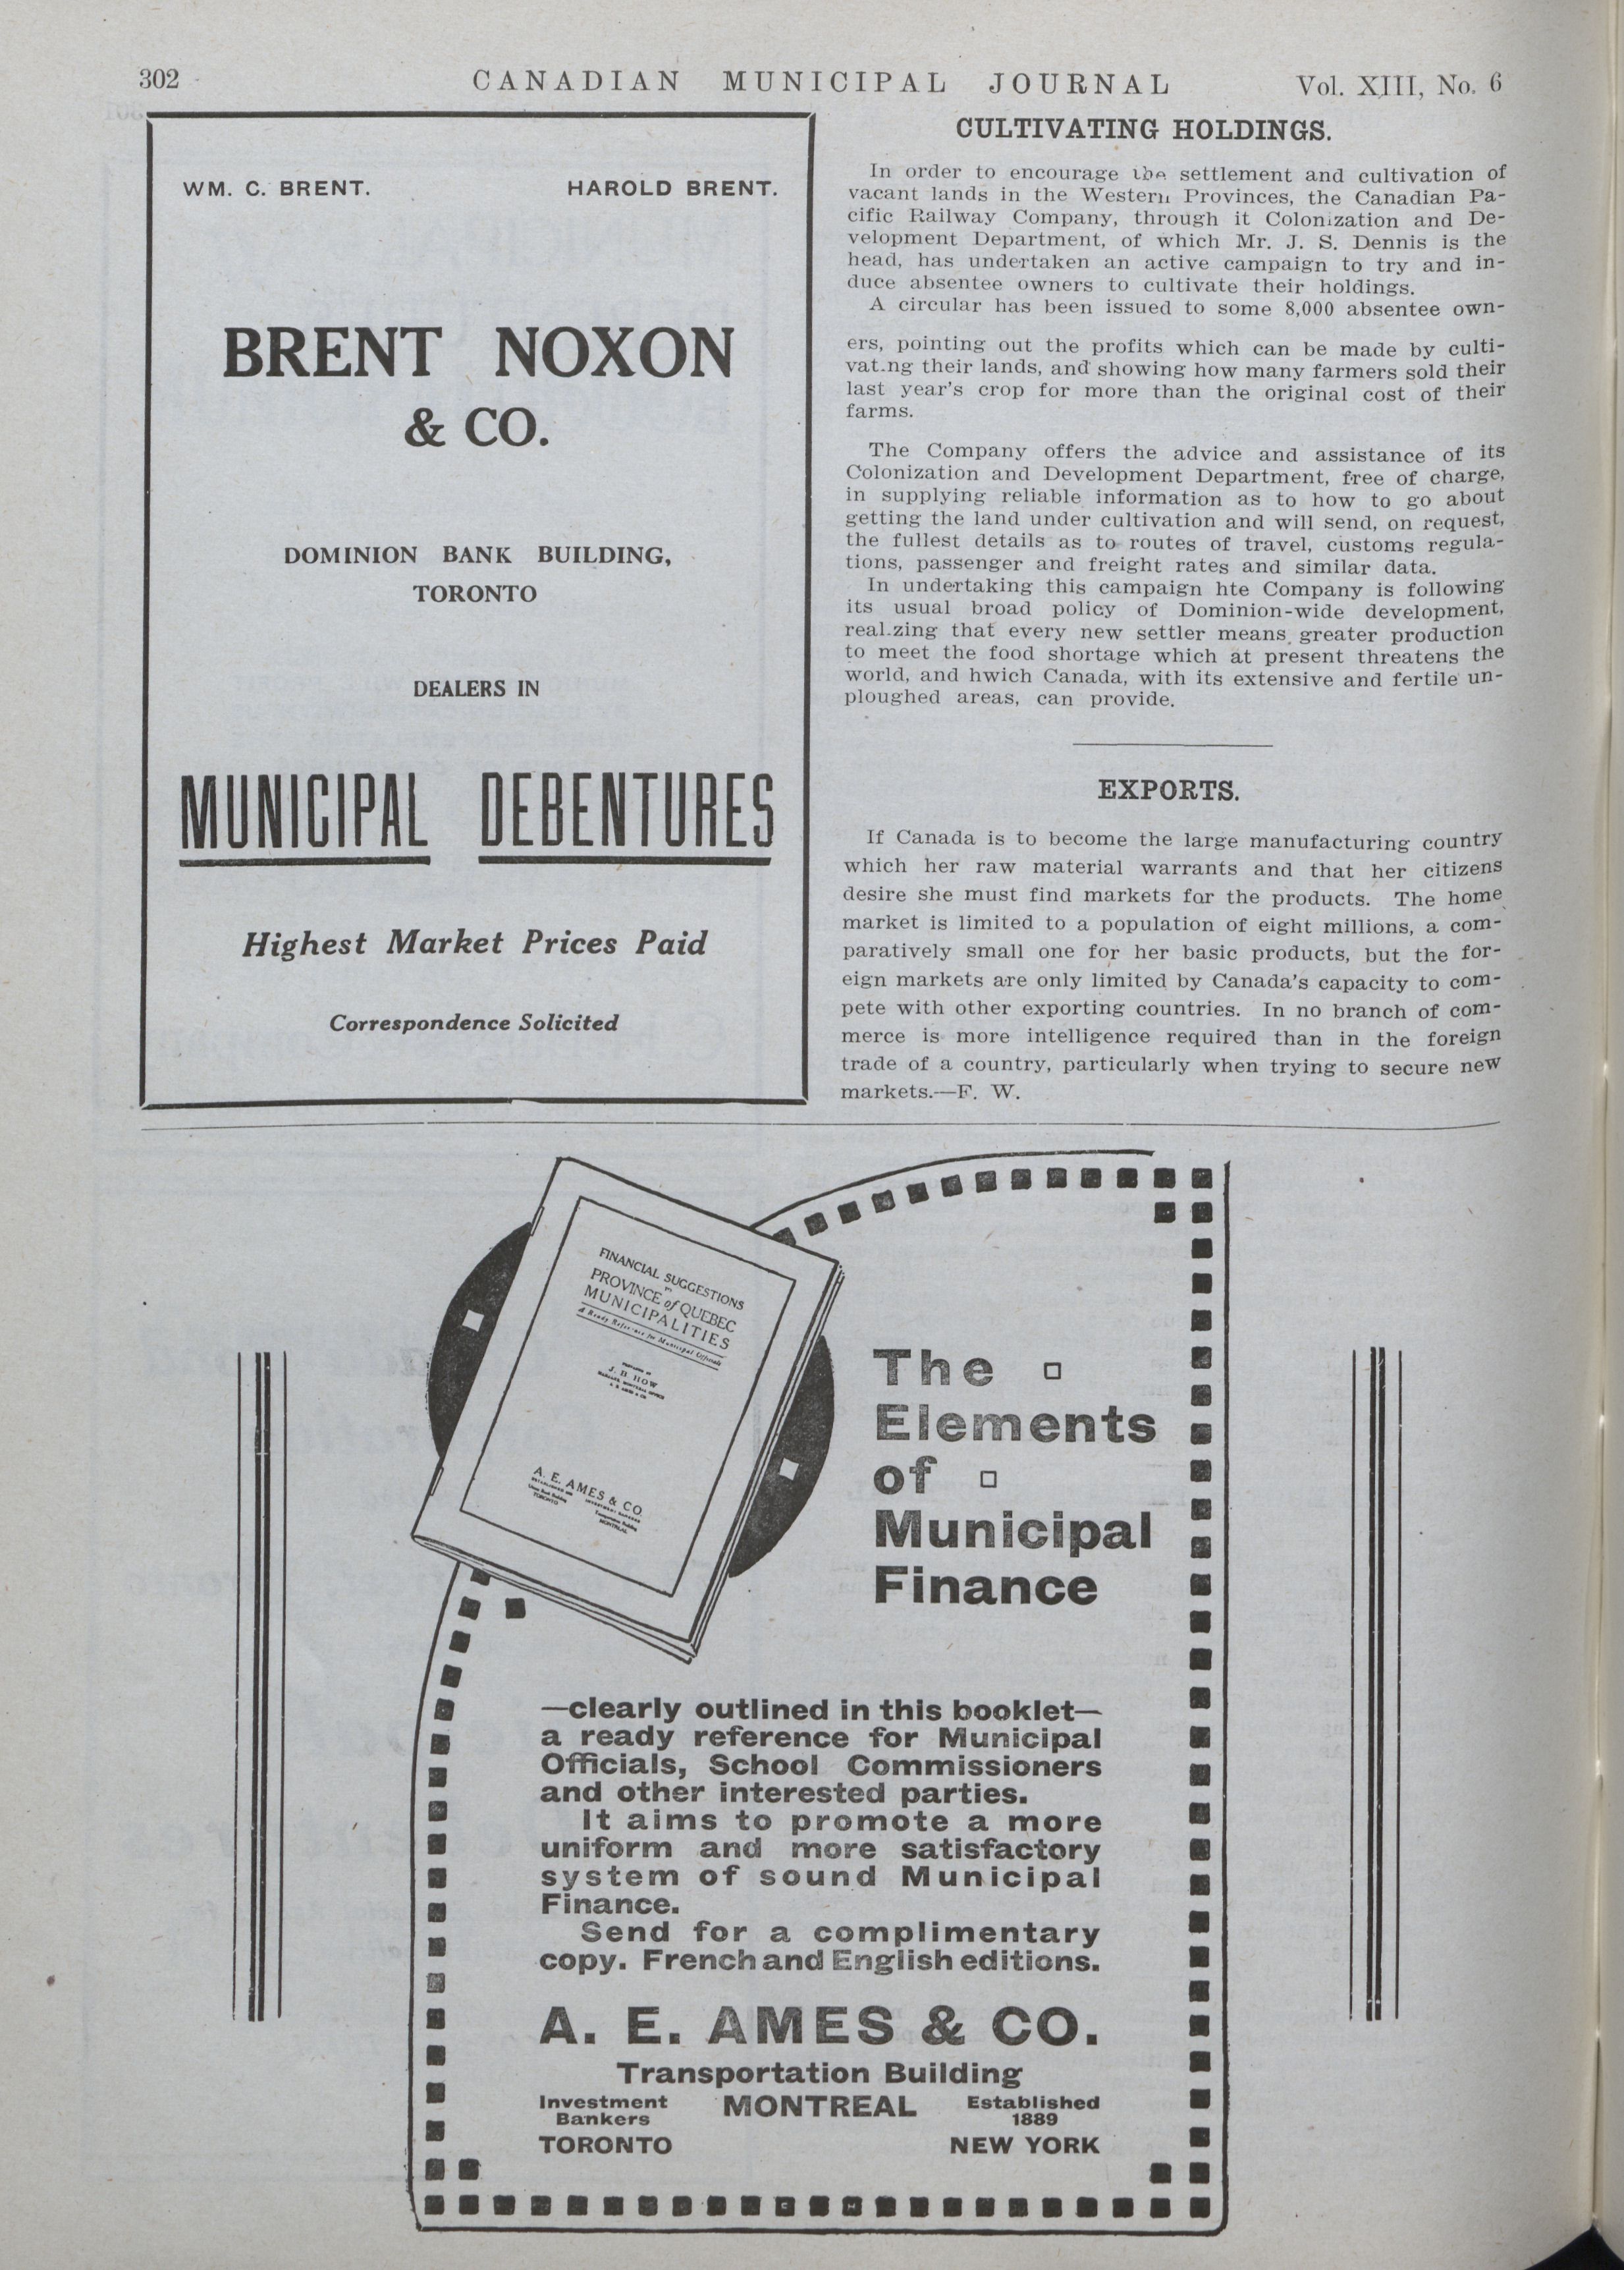 302
CANADIAN MUNICIPAL JOURNAL
Vol. XIII, No. 6
WM. C. BRENT.
HAROLD BRENT.
BRENT NOXON
& CO.
DOMINION BANK BUILDING,
TORONTO
DEALERS IN
MUNICIPAL DEBENTURES
Highest Market Prices Paid
Correspondence Solicited
CULTIVATING HOLDINGS.
In order to encourage the settlement and cultivation of
vacant lands in the Western Provinces, the Canadian Pa-
cific Railway Company, through it Colonization and De-
velopment Department, of which Mr. J. S. Dennis is the
head, has undertaken an active campaign to try and in-
duce absentee owners to cultivate their holdings.
A circular has been issued to some 8,000 absentee own-
ers, pointing out the profits which can be made by culti-
vat.ng their lands, and showing how many farmers sold their
last year's crop for more than the original cost of their
farms.
The Company offers the advice and assistance of its
Colonization and Development Department, free of charge,
in supplying reliable information as to how to go about
getting the land under cultivation and will send, on request,
the fullest details as to routes of travel, customs regula-
tions, passenger and freight rates and similar data.
In undertaking this campaign hte Company is following
its usual broad policy of Dominion-wide development,
real.zing that every new settler means greater production
to meet the food shortage which at present threatens the
world, and hwich Canada, with its extensive and fertile un-
ploughed areas, can provide.
EXPORTS.
If Canada is to become the large manufacturing country
which her raw material warrants and that her citizens
desire she must find markets for the products. The home
market is limited to a population of eight millions, a com-
paratively small one for her basic products, but the for-
eign markets are only limited by Canada's capacity to com-
pete with other exporting countries. In no branch of com-
merce is more intelligence required than in the foreign
trade of a country, particularly when trying to secure new
markets.—F. W.
FINANCIAL SUGGESTIONS
PROVINCE of QUEBEC
MUNICIPALITIES
A Ready Reference for Municipal Officials
J. B HOW
A. E. AMES & CO
TORONTO
MONTREAL
The
Elements
of
Municipal
Finance
—clearly outlined in this booklet—
a ready reference for Municipal
Officials, School Commissioners
and other interested parties.
It aims to promote a more
uniform and more satisfactory
system of sound Municipal
Finance.
Send for a complimentary
copy. French and English editions.
A. E. AMES & CO.
Transportation Building
Investment
Bankers
MONTREAL
Established
1889
TORONTO
NEW YORK